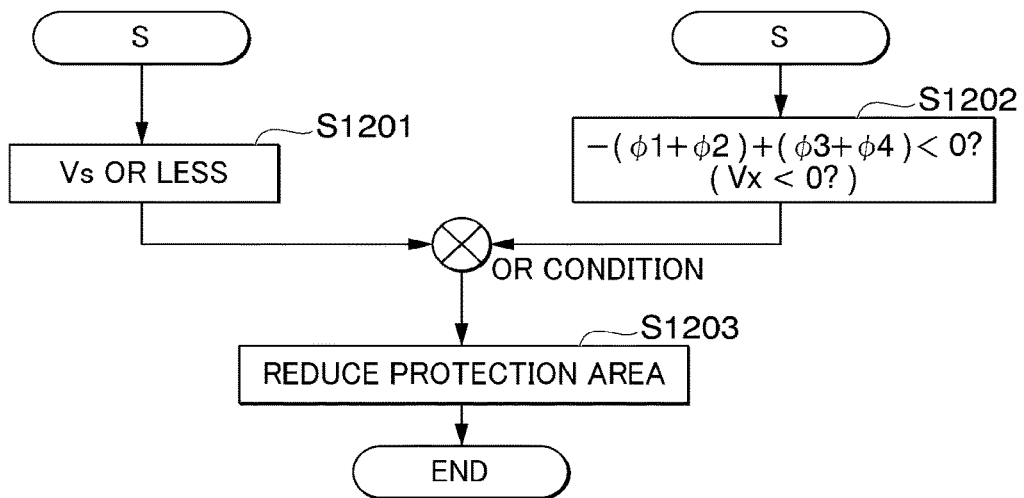 S
S
S1201
Vs OR LESS
S1202
-(ϕ1+ϕ2)+(ϕ3+ϕ4)<0?
(Vx<0?)
OR CONDITION
S1203
REDUCE PROTECTION AREA
END